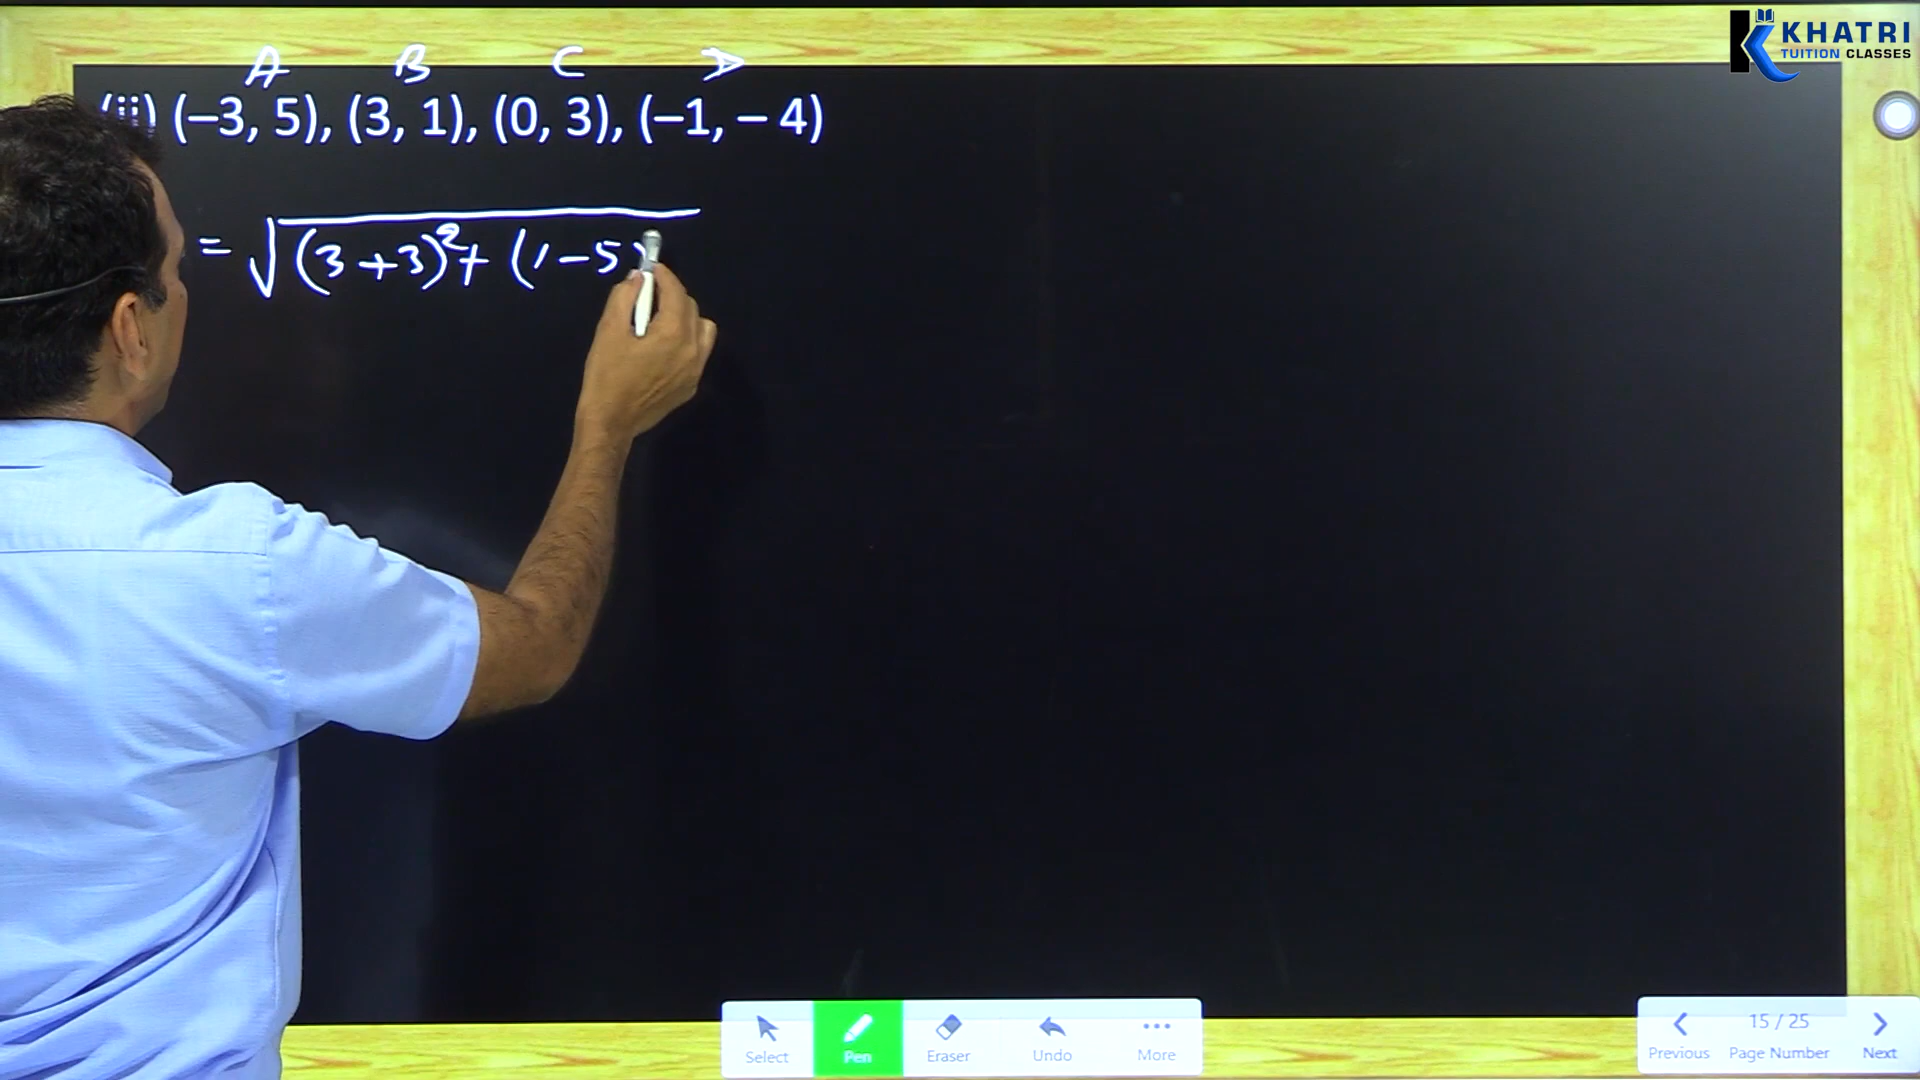 KHATRI
TUITION CLASSES
A B C
(ii) (–3, 5), (3, 1), (0, 3), (–1, – 4)
= √(3+3)²+ (1-5)
Select Pen Eraser Undo More
15 / 25
Previous Page Number Next